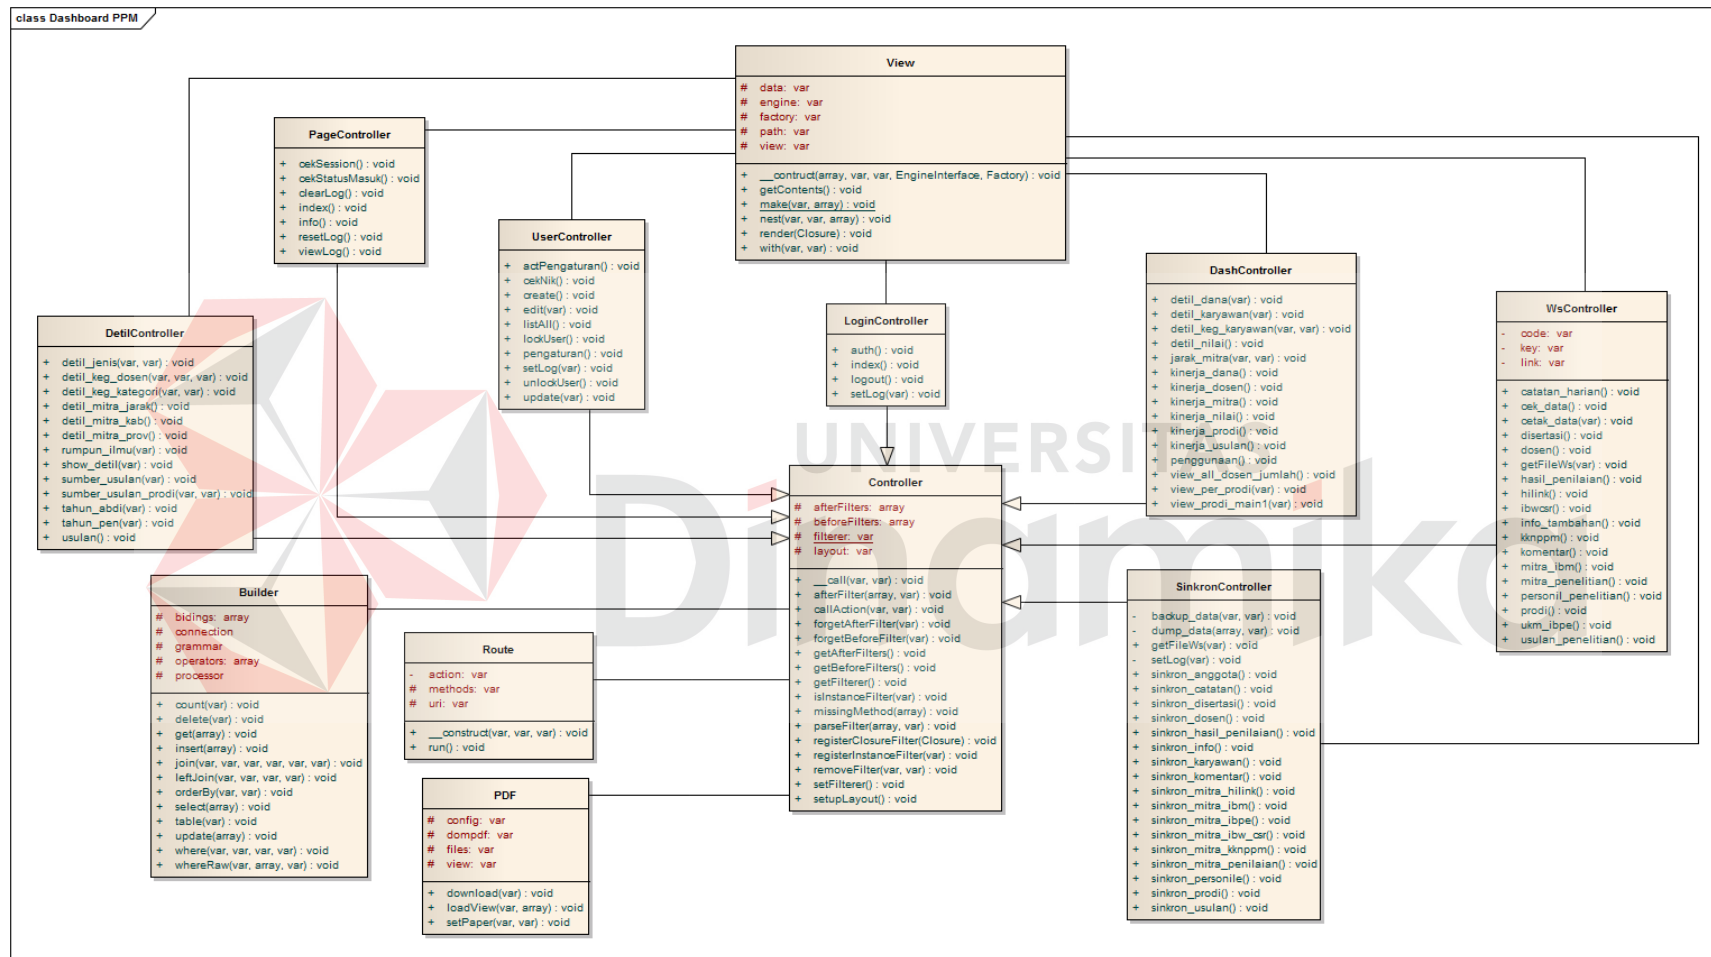 class Dashboard PPM
View
# data: var
# engine: var
# factory: var
# path: var
# view: var
+ __contruct(array, var, var, EngineInterface, Factory) : void
+ getContents() : void
+ make(var, array) : void
+ nest(var, var, array) : void
+ render(Closure) : void
+ with(var, var) : void
PageController
+ cekSession() : void
+ cekStatusMasuk() : void
+ clearLog() : void
+ index() : void
+ info() : void
+ resetLog() : void
+ viewLog() : void
UserController
+ actPengaturan() : void
+ cekNik() : void
+ create() : void
+ edit(var) : void
+ listAll() : void
+ lockUser() : void
+ pengaturan() : void
+ setLog(var) : void
+ unlockUser() : void
+ update(var) : void
LoginController
+ auth() : void
+ index() : void
+ logout() : void
+ setLog(var) : void
DashController
+ detil_dana(var) : void
+ detil_karyawan(var) : void
+ detil_keg_karyawan(var, var) : void
+ detil_nilai() : void
+ jarak_mitra(var, var) : void
+ kinerja_dana() : void
+ kinerja_dosen() : void
+ kinerja_mitra() : void
+ kinerja_nilai() : void
+ kinerja_prodi() : void
+ kinerja_usulan() : void
+ penggunaan() : void
+ view_all_dosen_jumlah() : void
+ view_per_prodi(var) : void
+ view_prodi_main1(var) : void
WsController
- code: var
- key: var
- link: var
+ catatan_harian() : void
+ cek_data() : void
+ cetak_data(var) : void
+ disertasi() : void
+ dosen() : void
+ getFileWs(var) : void
+ hasil_penilaian() : void
+ hilink() : void
+ ibwcsr() : void
+ info_tambahan() : void
+ kknppm() : void
+ komentar() : void
+ mitra_ibm() : void
+ mitra_penelitian() : void
+ personil_penelitian() : void
+ prodi() : void
+ ukm_ibpe() : void
+ usulan_penelitian() : void
DetilController
+ detil_jenis(var, var) : void
+ detil_keg_dosen(var, var, var) : void
+ detil_keg_kategori(var, var) : void
+ detil_mitra_jarak() : void
+ detil_mitra_kab() : void
+ detil_mitra_prov() : void
+ rumpun_ilmu(var) : void
+ show_detil(var) : void
+ sumber_usulan(var) : void
+ sumber_usulan_prodi(var, var) : void
+ tahun_abdi(var) : void
+ tahun_pen(var) : void
+ usulan() : void
UNIVERSITAS
Dinamika
Controller
# afterFilters: array
# beforeFilters: array
# filterer: var
# layout: var
+ __call(var, var) : void
+ afterFilter(array, var) : void
+ callAction(var, var) : void
+ forgetAfterFilter(var) : void
+ forgetBeforeFilter(var) : void
+ getAfterFilters() : void
+ getBeforeFilters() : void
+ getFilterer() : void
+ isInstanceFilter(var) : void
+ missingMethod(array) : void
+ parseFilter(array, var) : void
+ registerClosureFilter(Closure) : void
+ registerInstanceFilter(var) : void
+ removeFilter(var, var) : void
+ setFilterer() : void
+ setupLayout() : void
Builder
# bidings: array
# connection
# grammar
# operators: array
# processor
+ count(var) : void
+ delete(var) : void
+ get(array) : void
+ insert(array) : void
+ join(var, var, var, var, var, var) : void
+ leftJoin(var, var, var, var) : void
+ orderBy(var, var) : void
+ select(array) : void
+ table(var) : void
+ update(array) : void
+ where(var, var, var, var) : void
+ whereRaw(var, array, var) : void
Route
- action: var
# methods: var
# uri: var
+ __construct(var, var, var) : void
+ run() : void
PDF
# config: var
# dompdf: var
# files: var
# view: var
+ download(var) : void
+ loadView(var, array) : void
+ setPaper(var, var) : void
SinkronController
- backup_data(var, var) : void
- dump_data(array, var) : void
+ getFileWs(var) : void
- setLog(var) : void
+ sinkron_anggota() : void
+ sinkron_catatan() : void
+ sinkron_disertasi() : void
+ sinkron_dosen() : void
+ sinkron_hasil_penilaian() : void
+ sinkron_info() : void
+ sinkron_karyawan() : void
+ sinkron_komentar() : void
+ sinkron_mitra_hilink() : void
+ sinkron_mitra_ibm() : void
+ sinkron_mitra_ibpe() : void
+ sinkron_mitra_ibw_csr() : void
+ sinkron_mitra_kknppm() : void
+ sinkron_mitra_penilaian() : void
+ sinkron_personile() : void
+ sinkron_prodi() : void
+ sinkron_usulan() : void